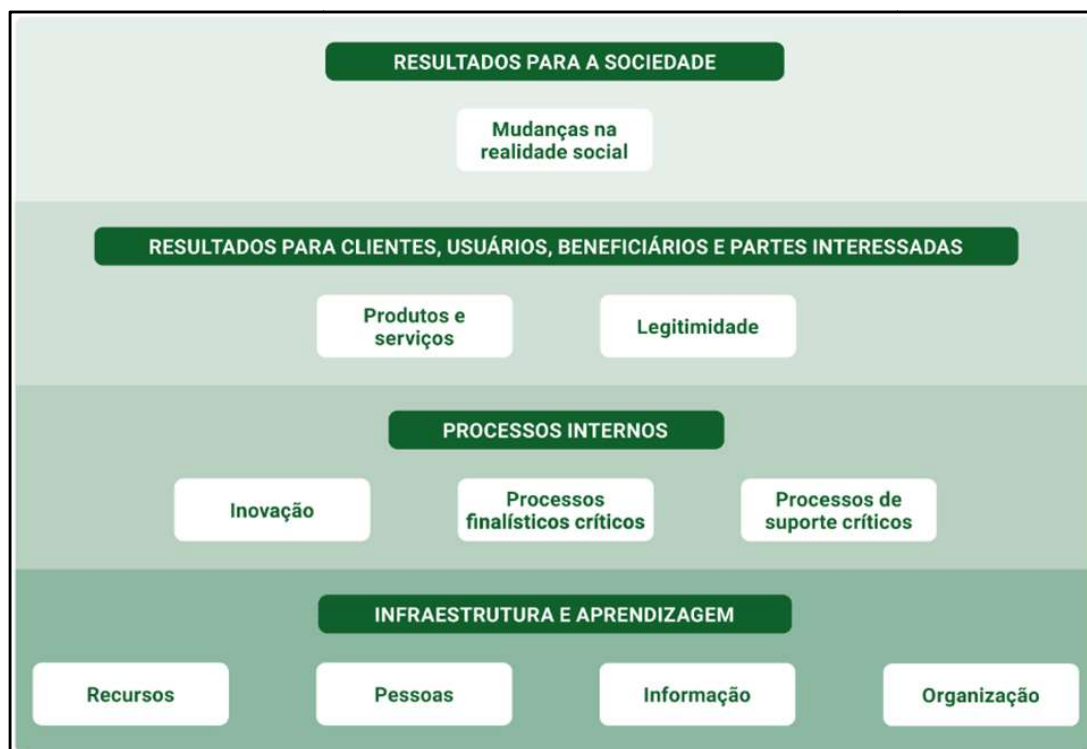 RESULTADOS PARA A SOCIEDADE
Mudanças na
realidade social
RESULTADOS PARA CLIENTES, USUÁRIOS, BENEFICIÁRIOS E PARTES INTERESSADAS
Produtos e
serviços
Legitimidade
PROCESSOS INTERNOS
Inovação
Processos
finalísticos críticos
Processos de
suporte críticos
INFRAESTRUTURA E APRENDIZAGEM
Recursos
Pessoas
Informação
Organização